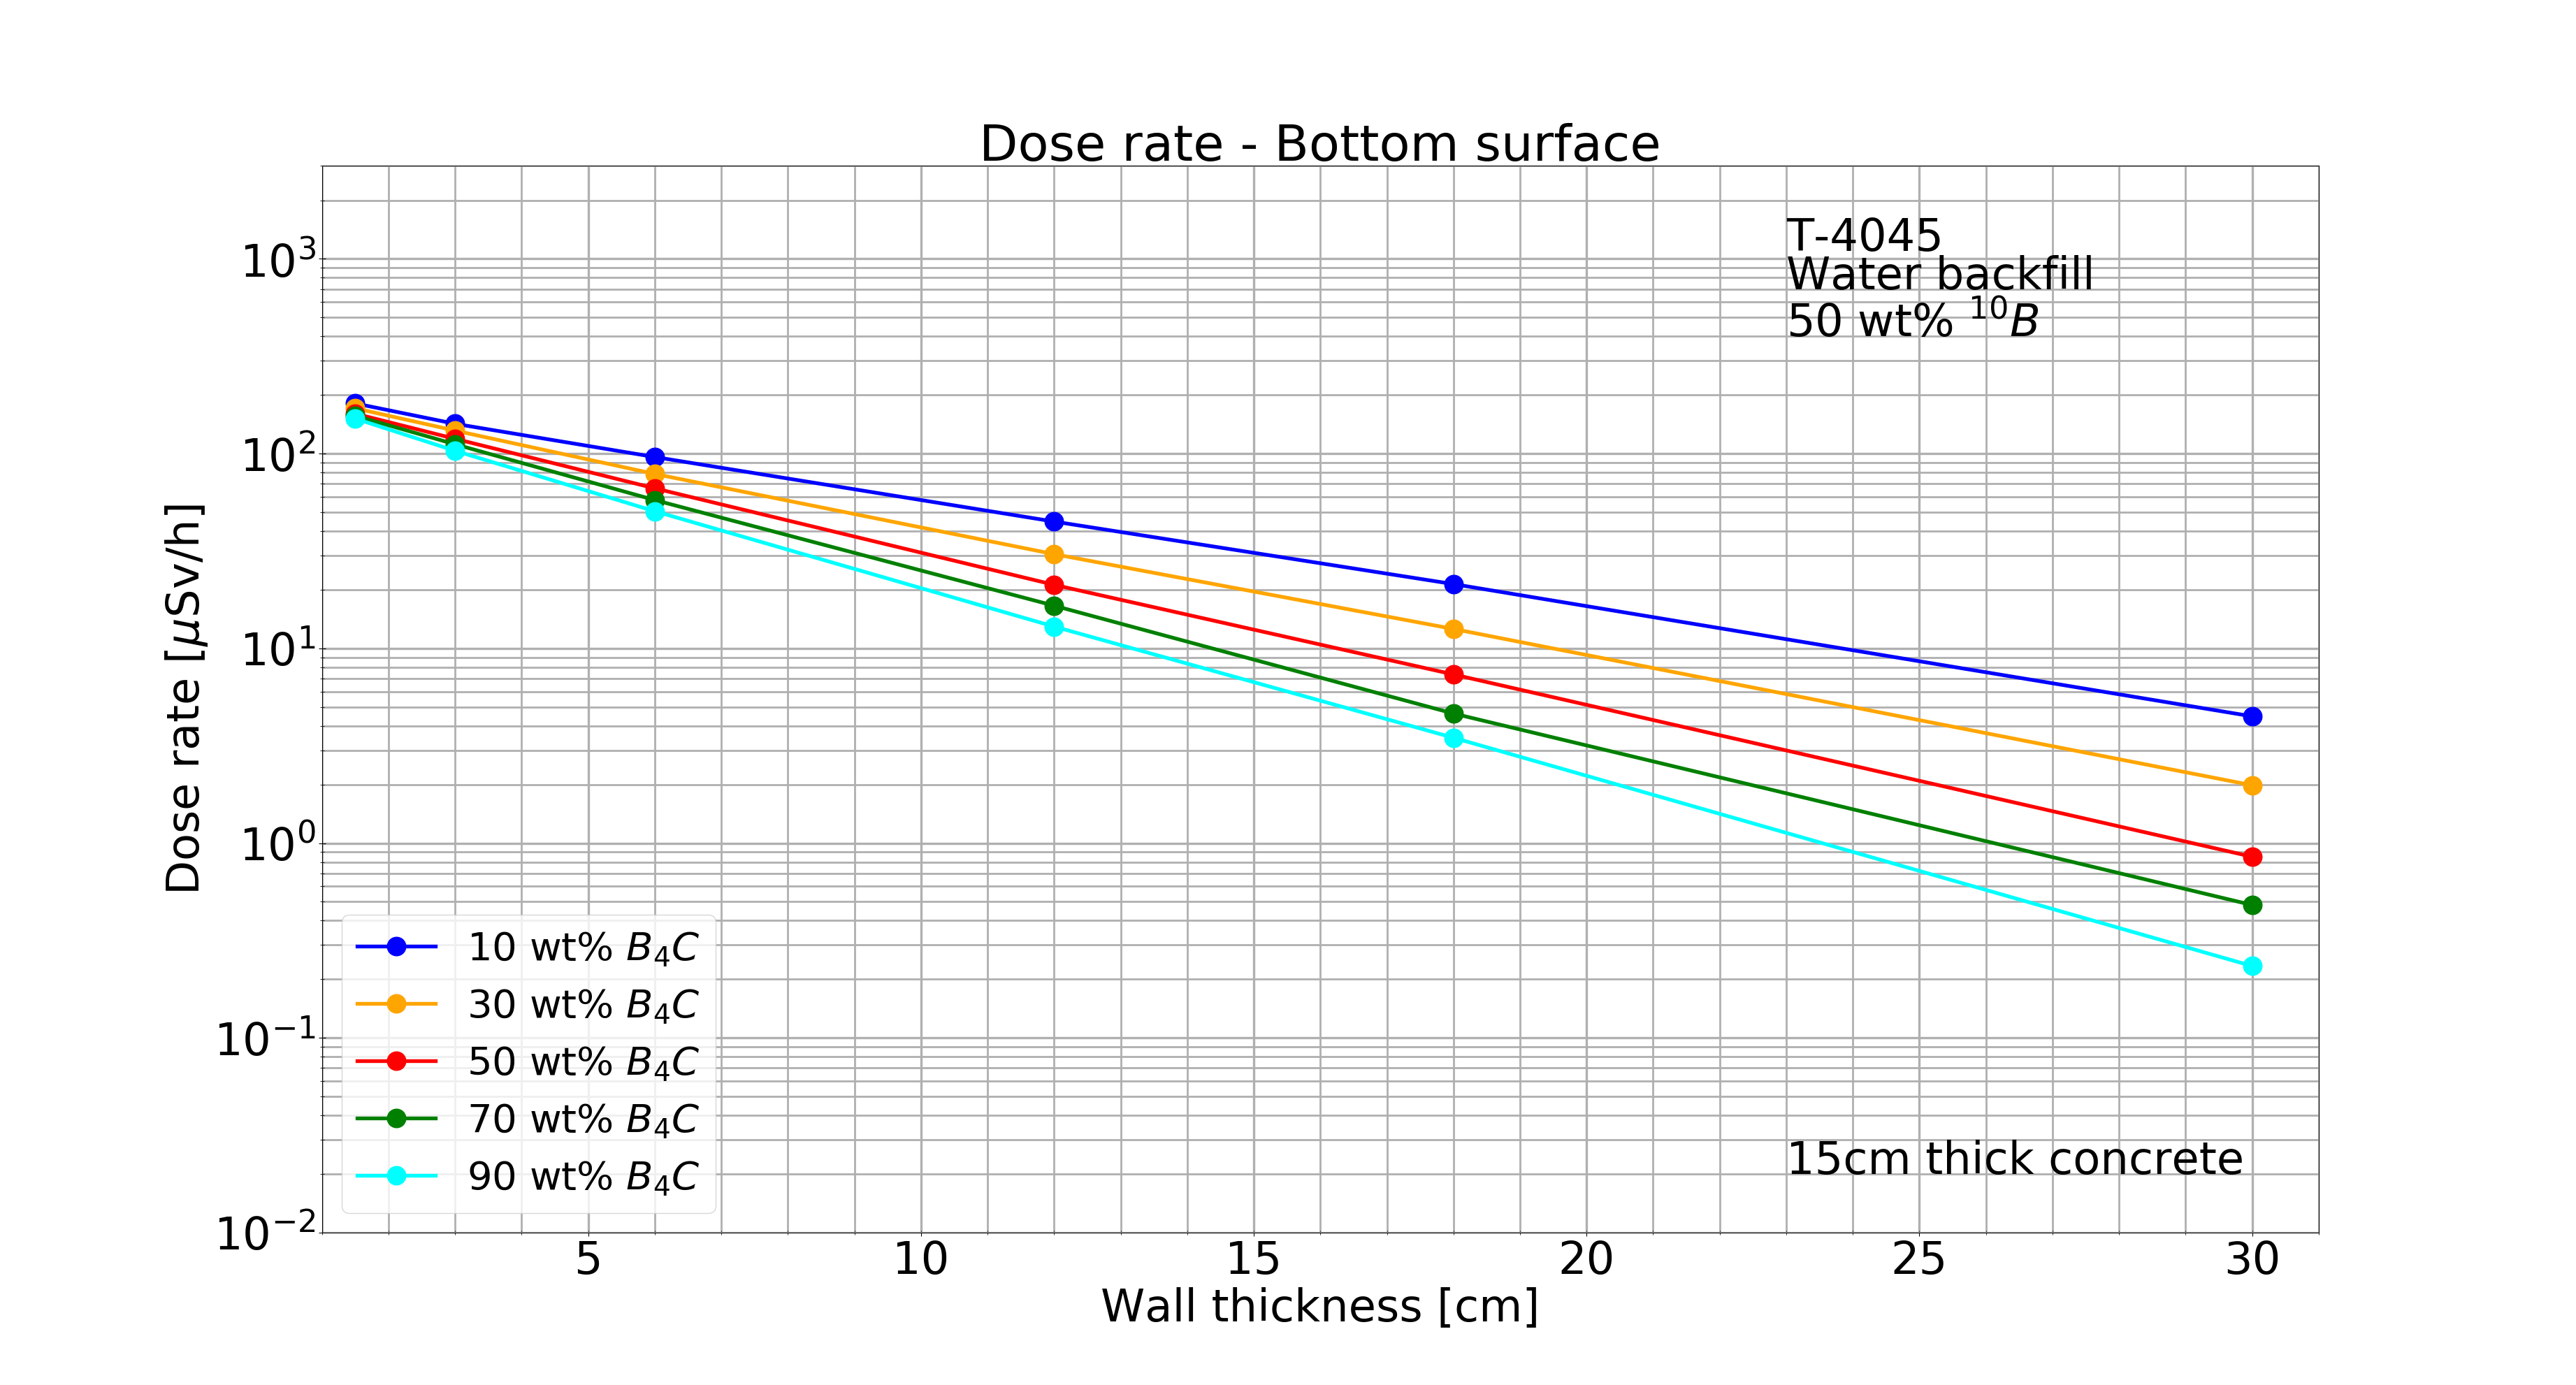 Dose rate - Bottom surface
T-4045
Water backfill
50 wt% ¹⁰B
10³
10²
10¹
10⁰
10⁻¹
10⁻²
Dose rate [μSv/h]
10 wt% B₄C
30 wt% B₄C
50 wt% B₄C
70 wt% B₄C
90 wt% B₄C
15cm thick concrete
5 10 15 20 25 30
Wall thickness [cm]